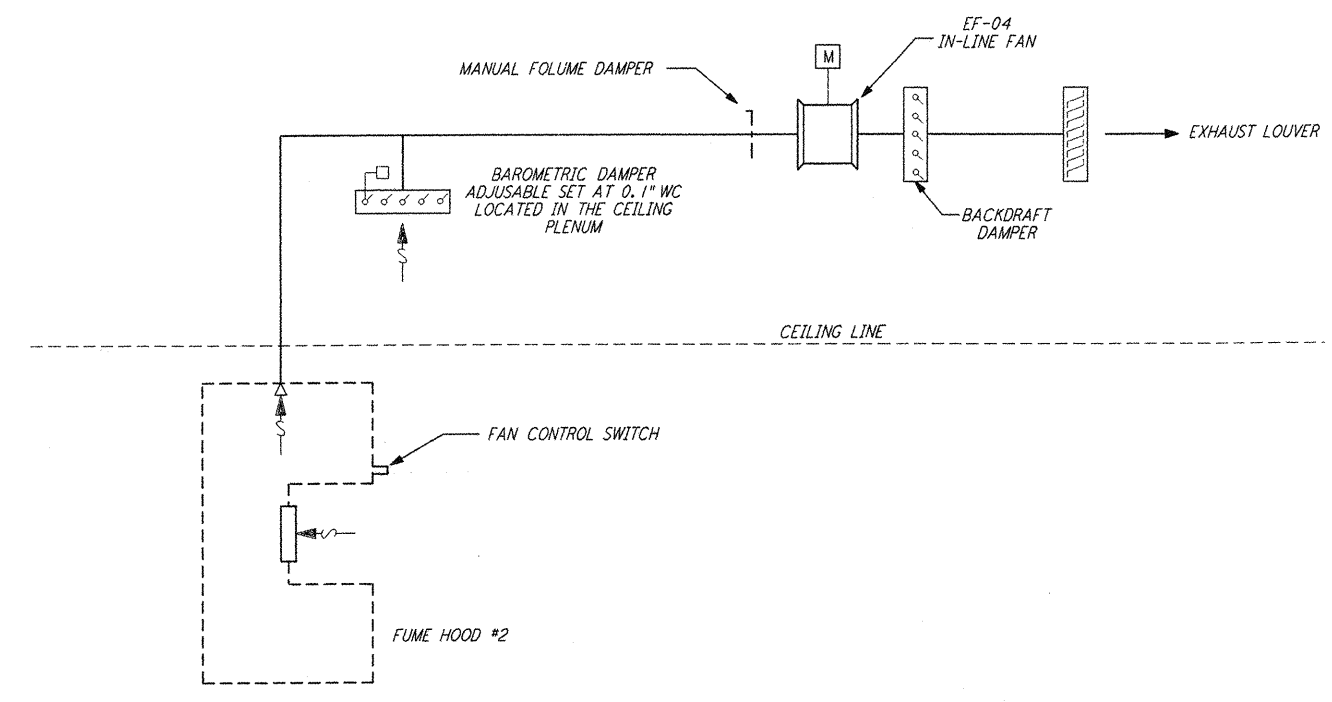 EF-04
IN-LINE FAN
M
MANUAL FOLUME DAMPER
EXHAUST LOUVER
BAROMETRIC DAMPER
ADJUSABLE SET AT 0.1" WC
LOCATED IN THE CEILING
PLENUM
BACKDRAFT
DAMPER
CEILING LINE
FAN CONTROL SWITCH
FUME HOOD #2